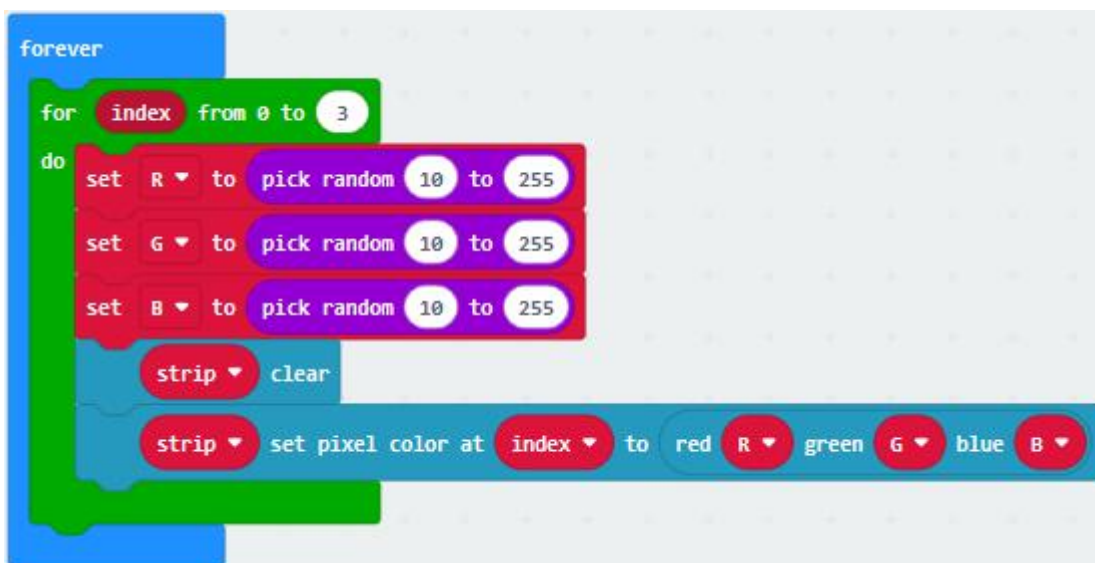 forever
for index from 0 to 3
do
set R to pick random 10 to 255
set G to pick random 10 to 255
set B to pick random 10 to 255
strip clear
strip set pixel color at index to red R green G blue B